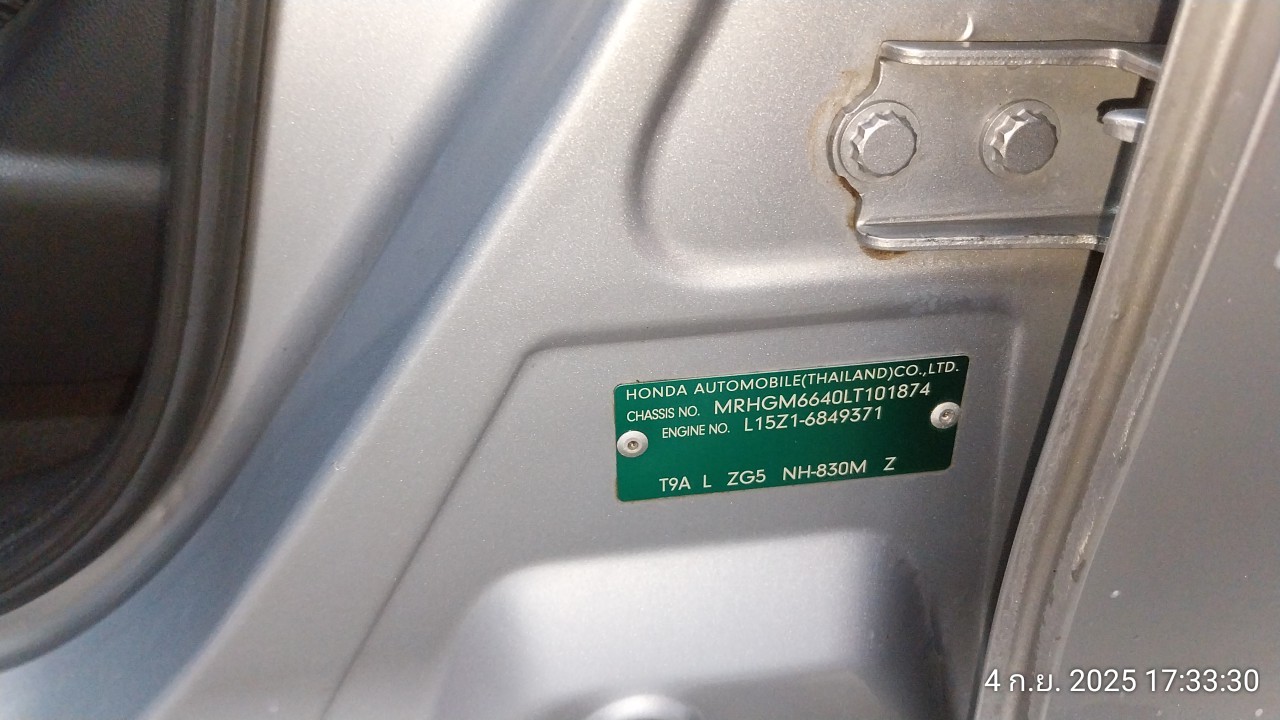 HONDA AUTOMOBILE(THAILAND)CO.,LTD.
CHASSIS NO. MRHGM6640LT101874
ENGINE NO. L15Z1-6849371
T9A L ZG5 NH-830M Z
4 ก.ย. 2025 17:33:30